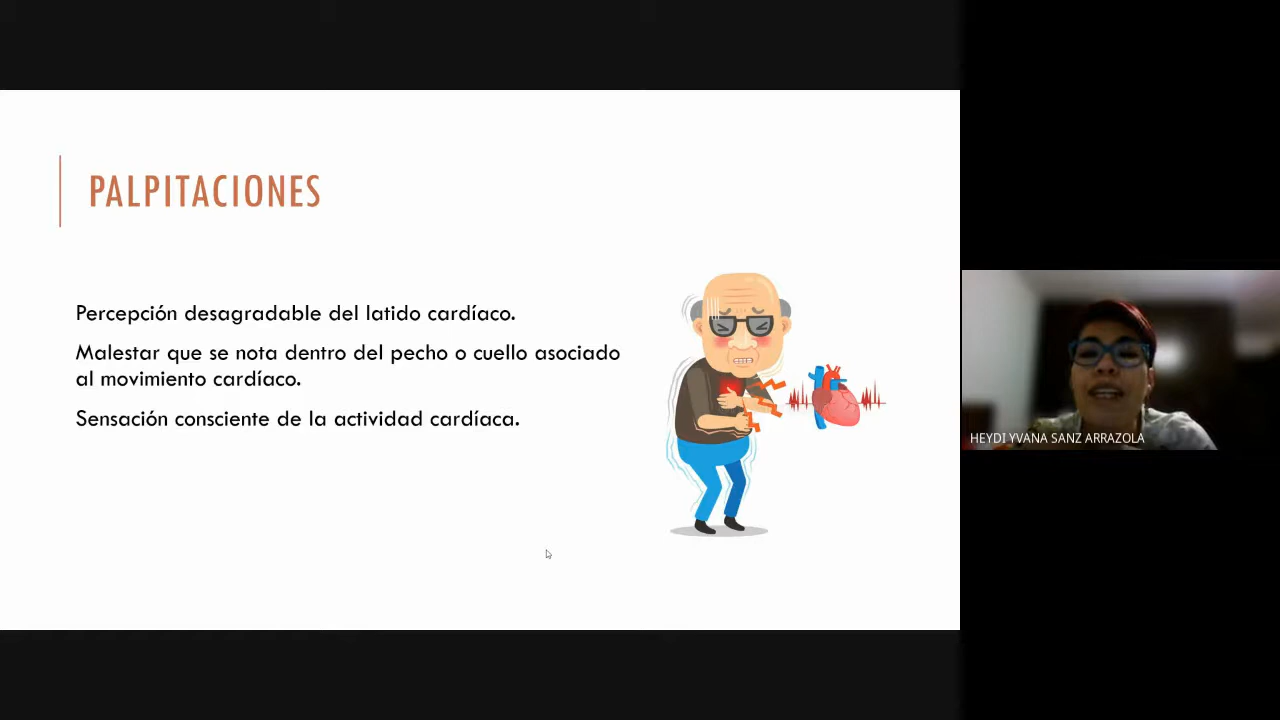 PALPITACIONES
Percepción desagradable del latido cardíaco.
Malestar que se nota dentro del pecho o cuello asociado
al movimiento cardíaco.
Sensación consciente de la actividad cardíaca.
HEYDI YVANA SANZ ARRAZOLA